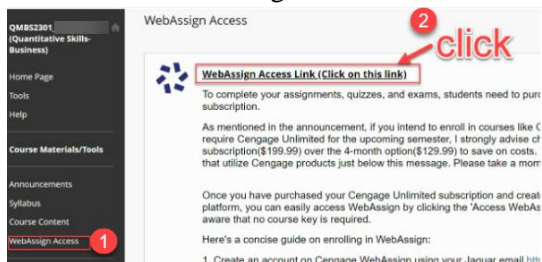 QMBS2301
(Quantitative Skills-
Business)
Home Page
Tools
Help
Course Materials/Tools
Announcements
Syllabus
Course Content
WebAssign Access
1
WebAssign Access
2
click
WebAssign Access Link (Click on this link)
To complete your assignments, quizzes, and exams, students need to
subscription.
As mentioned in the announcement, if you intend to enroll in courses like
require Cengage Unlimited for the upcoming semester, I strongly advise
subscription($199.99) over the 4-month option($129.99) to save on costs.
that utilize Cengage products just below this message. Please take a
Once you have purchased your Cengage Unlimited subscription and
platform, you can easily access WebAssign by clicking the 'Access
aware that no course key is required.
Here's a concise guide on enrolling in WebAssign:
1. Create an account on Cengage WebAssign using your Jaguar email